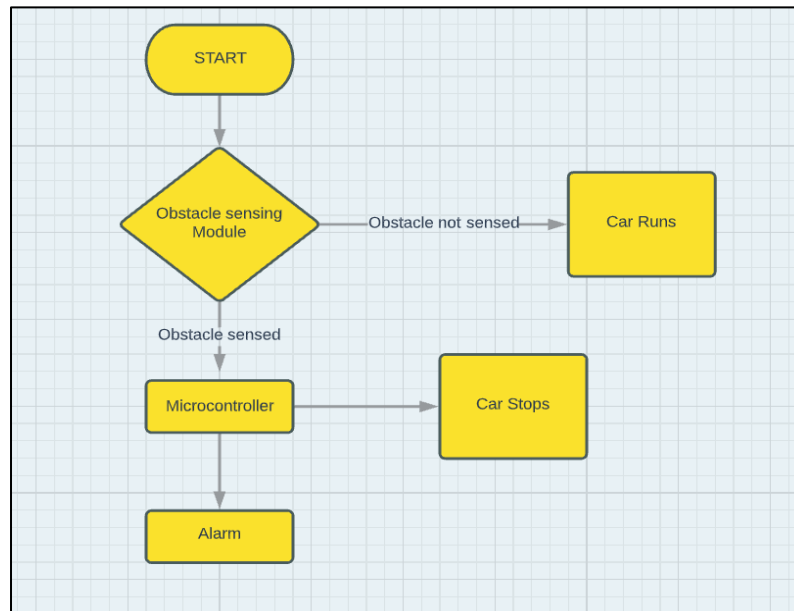 START
Obstacle sensing
Module
Obstacle not sensed
Car Runs
Obstacle sensed
Microcontroller
Car Stops
Alarm